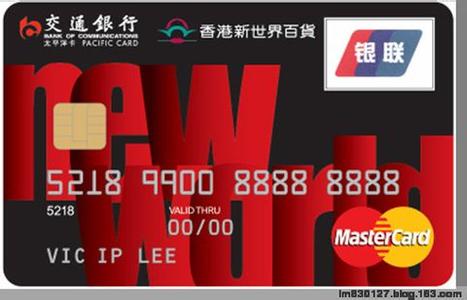 交通銀行
BANK OF COMMUNICATIONS
太平洋卡 PACIFIC CARD
香港新世界百貨
银联
new
world
5218 9900 8888 8888
5218
VALID THRU
00/00
VIC IP LEE
MasterCard
lm830127.blog.163.com